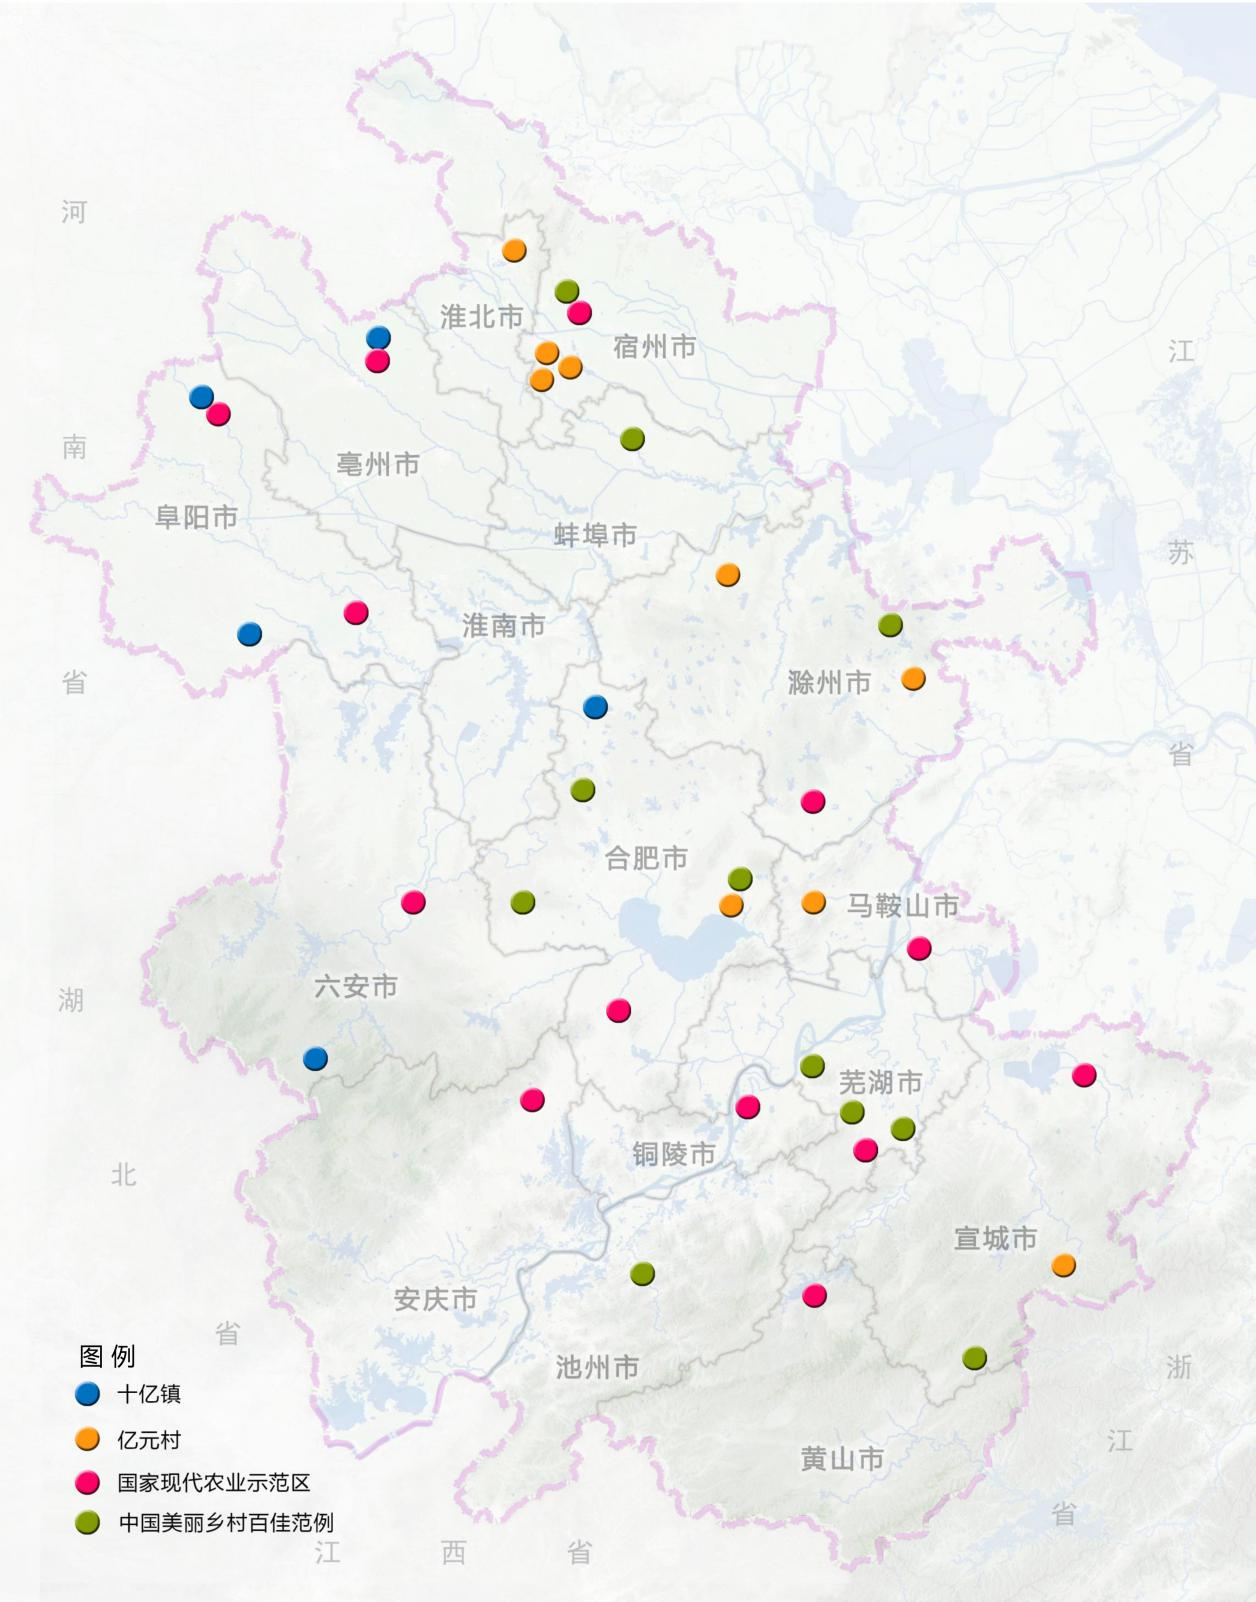 河
淮北市
宿州市
江
南
亳州市
阜阳市
蚌埠市
苏
淮南市
省
滁州市
省
合肥市
马鞍山市
六安市
湖
芜湖市
铜陵市
北
宣城市
安庆市
省
图例
池州市
浙
十亿镇
亿元村
江
黄山市
国家现代农业示范区
省
中国美丽乡村百佳范例
江 西 省